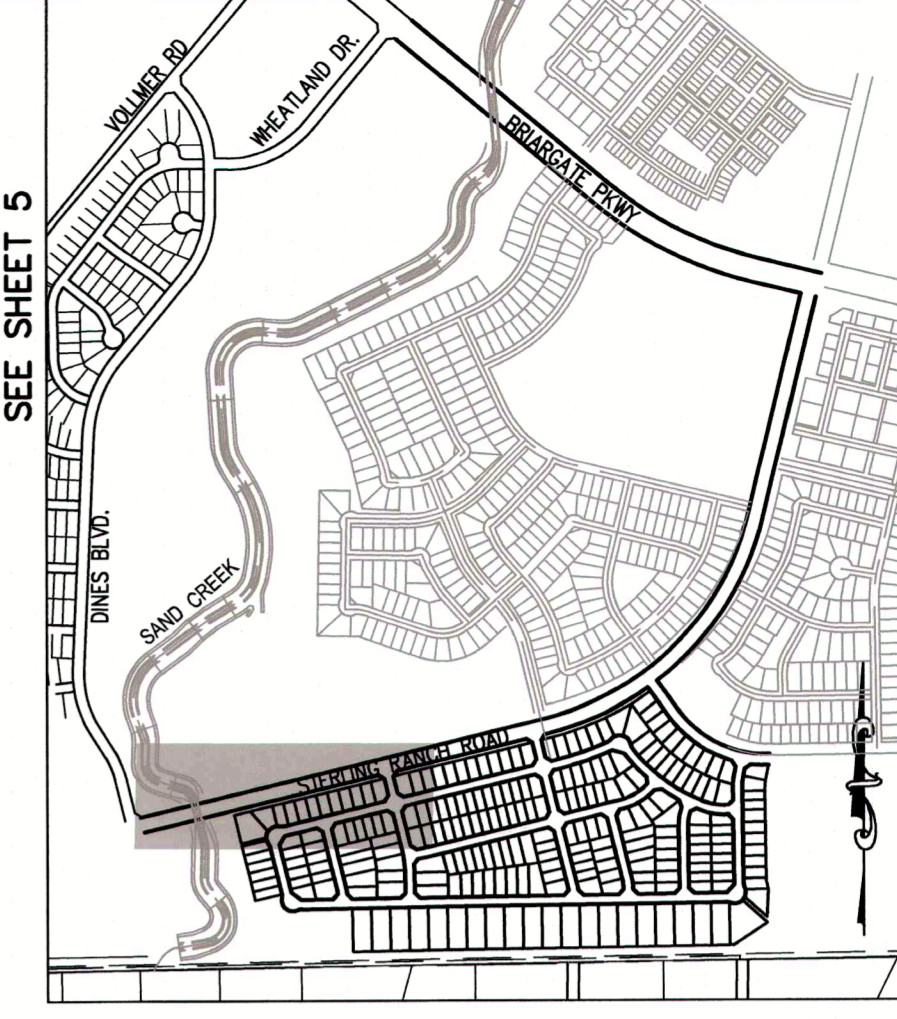 VOLLMER RD
WHEATLAND DR.
BRIARGATE PKWY
SEE SHEET 5
DINES BLVD.
SAND CREEK
STERLING RANCH ROAD